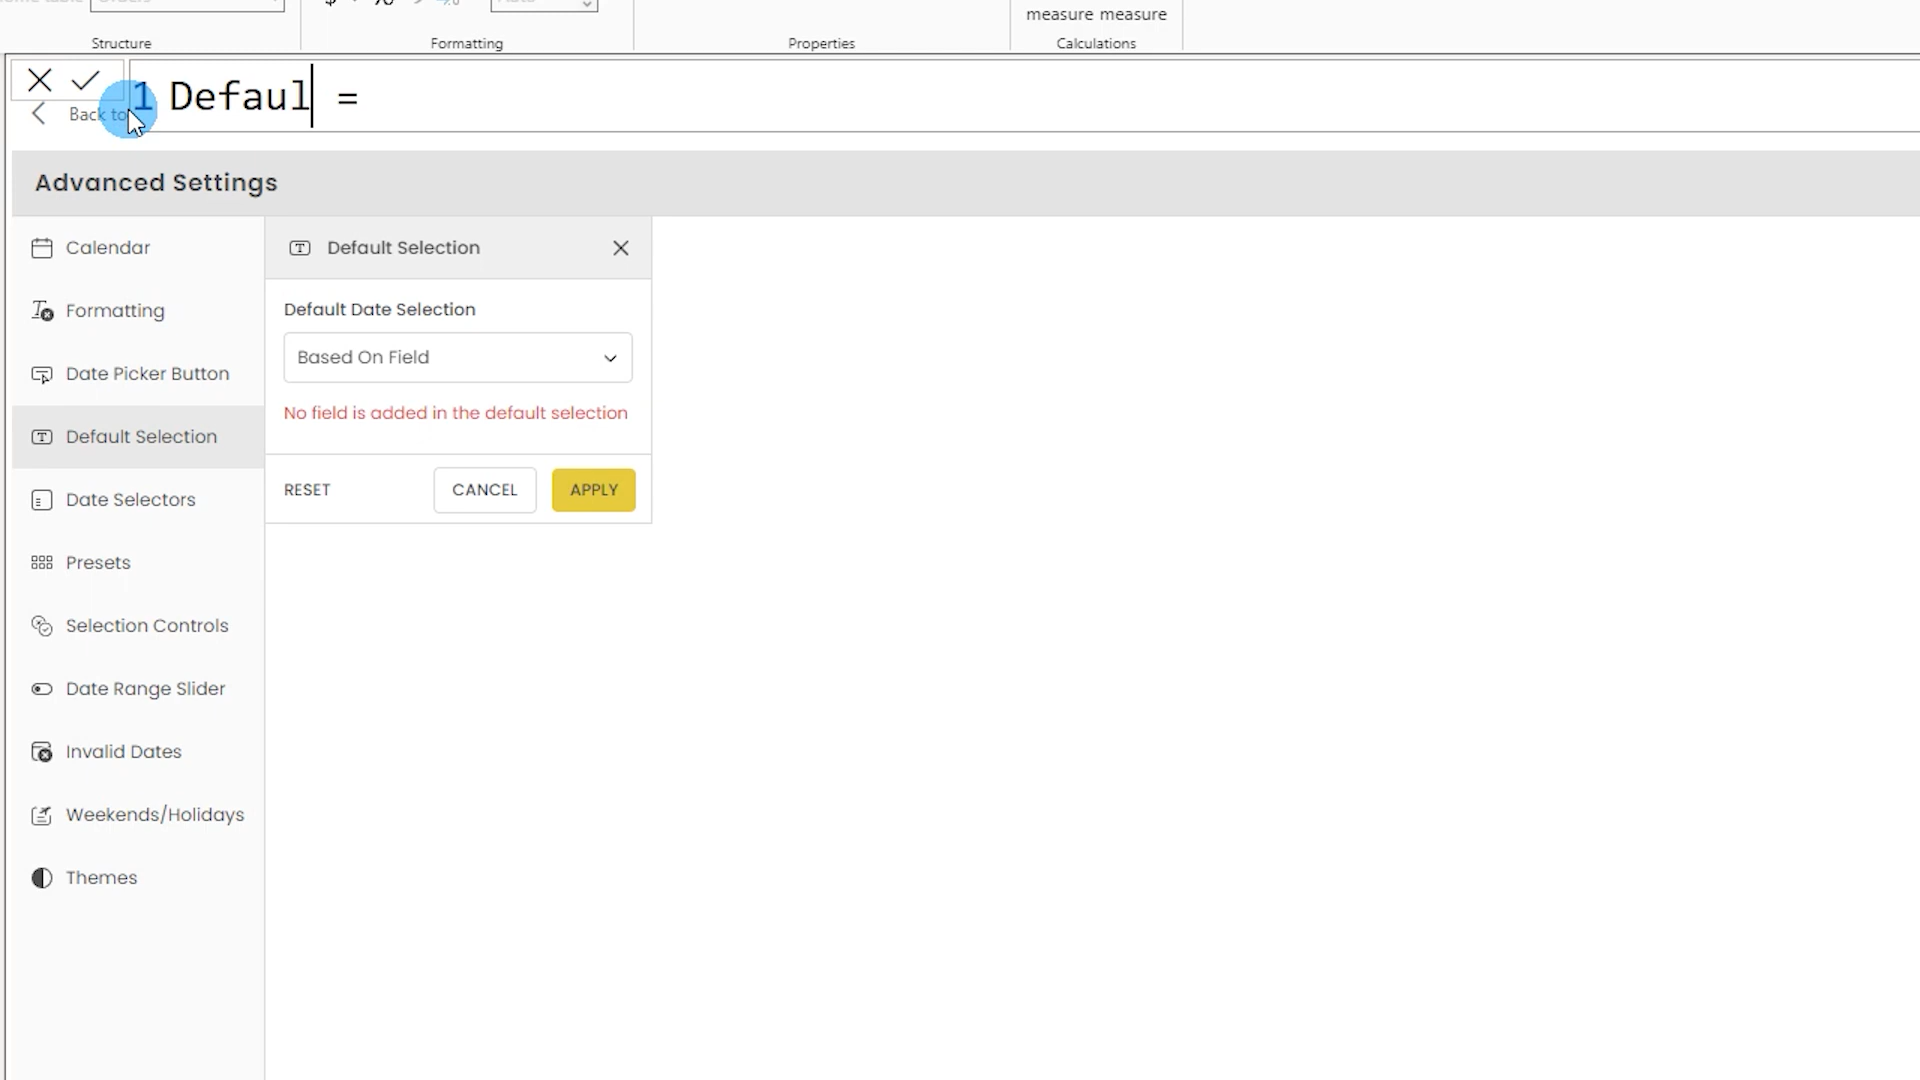 measure measure
Structure
Formatting
Properties
Calculations
1 Defaul =
Back to
Advanced Settings
Calendar
Formatting
Date Picker Button
Default Selection
Date Selectors
Presets
Selection Controls
Date Range Slider
Invalid Dates
Weekends/Holidays
Themes
Default Selection
Default Date Selection
Based On Field
No field is added in the default selection
RESET
CANCEL
APPLY